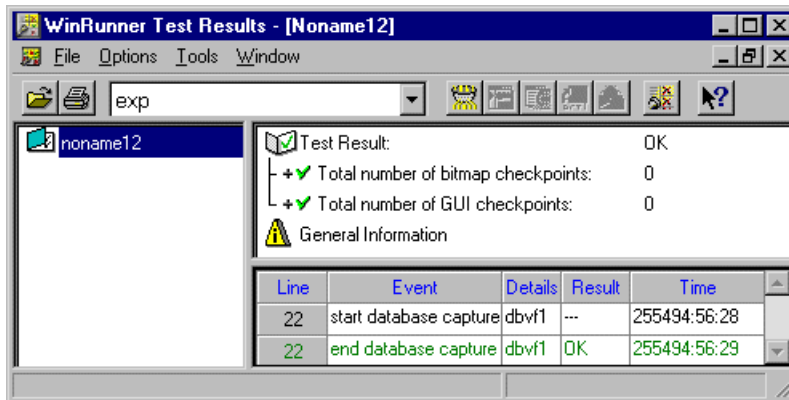 WinRunner Test Results - [Noname12]
File Options Tools Window
exp
noname12
Test Result: OK
Total number of bitmap checkpoints: 0
Total number of GUI checkpoints: 0
General Information
Line Event Details Result Time
22 start database capture dbvf1 --- 255494:56:28
22 end database capture dbvf1 OK 255494:56:29